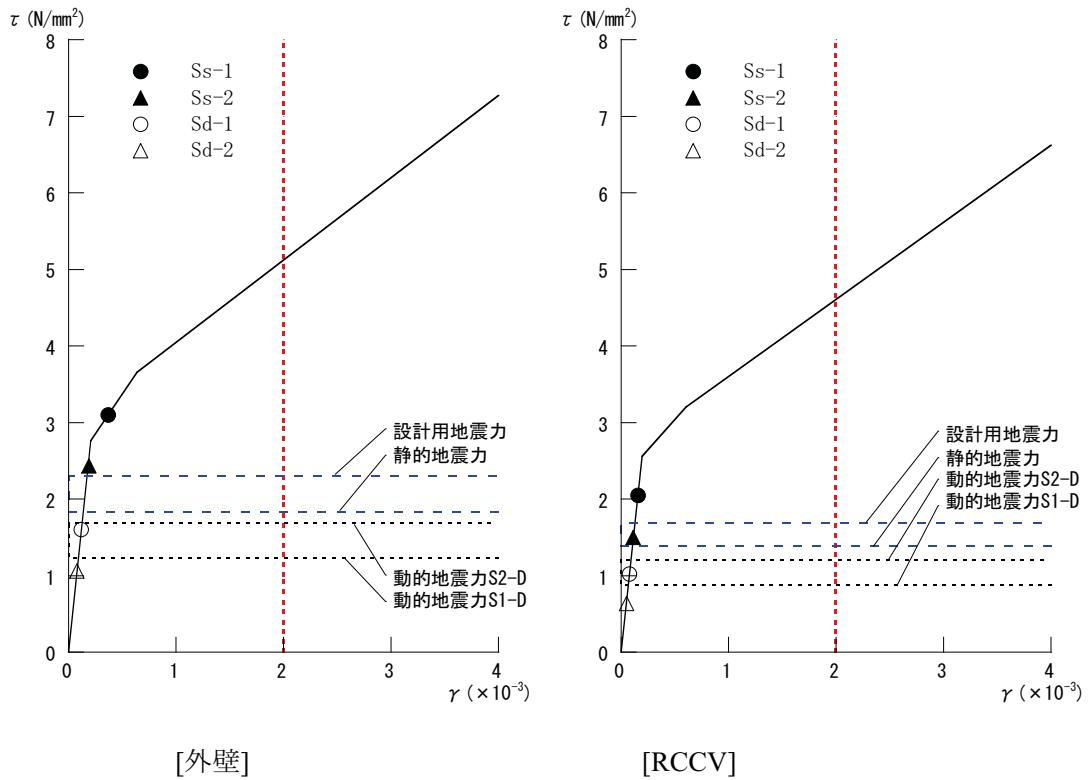 τ (N/mm²)
8
7
6
5
4
3
2
1
0
Ss-1
Ss-2
Sd-1
Sd-2
設計用地震力
静的地震力
動的地震力S2-D
動的地震力S1-D
0 1 2 3 4
γ (×10⁻³)
[外壁]
τ (N/mm²)
8
7
6
5
4
3
2
1
0
Ss-1
Ss-2
Sd-1
Sd-2
設計用地震力
静的地震力
動的地震力S2-D
動的地震力S1-D
0 1 2 3 4
γ (×10⁻³)
[RCCV]